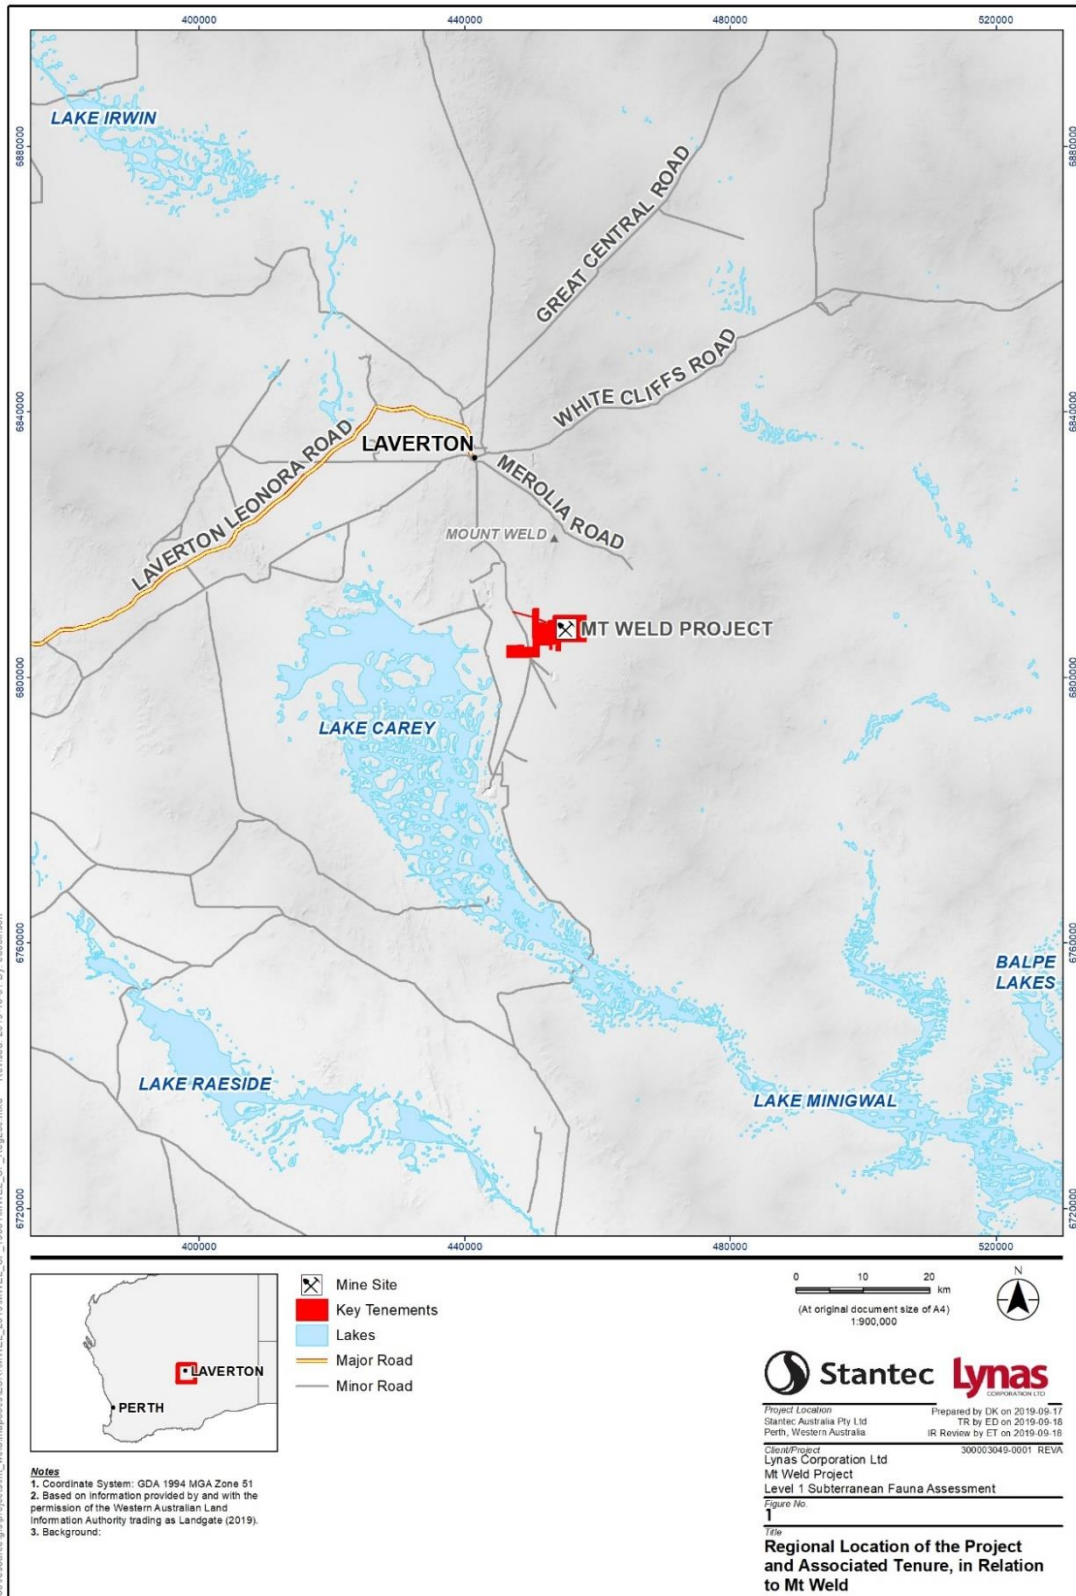 400000
440000
480000
520000
6880000
6880000
LAKE IRWIN
GREAT CENTRAL ROAD
WHITE CLIFFS ROAD
6840000
6840000
LAVERTON LEONORA ROAD
LAVERTON
MEROLIA ROAD
MOUNT WELD
MT WELD PROJECT
6800000
6800000
LAKE CAREY
6760000
6760000
BALPE
LAKES
LAKE RAESIDE
LAKE MINIGWAL
6720000
6720000
400000
440000
480000
520000
LAVERTON
PERTH
Mine Site
Key Tenements
Lakes
Major Road
Minor Road
0 10 20
km
(At original document size of A4)
1:900,000
N
Stantec
Lynas
CORPORATION LTD
Project Location
Stantec Australia Pty Ltd
Perth, Western Australia
Prepared by DK on 2019-09-17
TR by ED on 2019-09-18
IR Review by ET on 2019-09-18
Client/Project
300003049-0001 REVA
Lynas Corporation Ltd
Mt Weld Project
Level 1 Subterranean Fauna Assessment
Figure No.
1
Title
Regional Location of the Project
and Associated Tenure, in Relation
to Mt Weld
Notes
1. Coordinate System: GDA 1994 MGA Zone 51
2. Based on information provided by and with the
permission of the Western Australian Land
Information Authority trading as Landgate (2019).
3. Background: